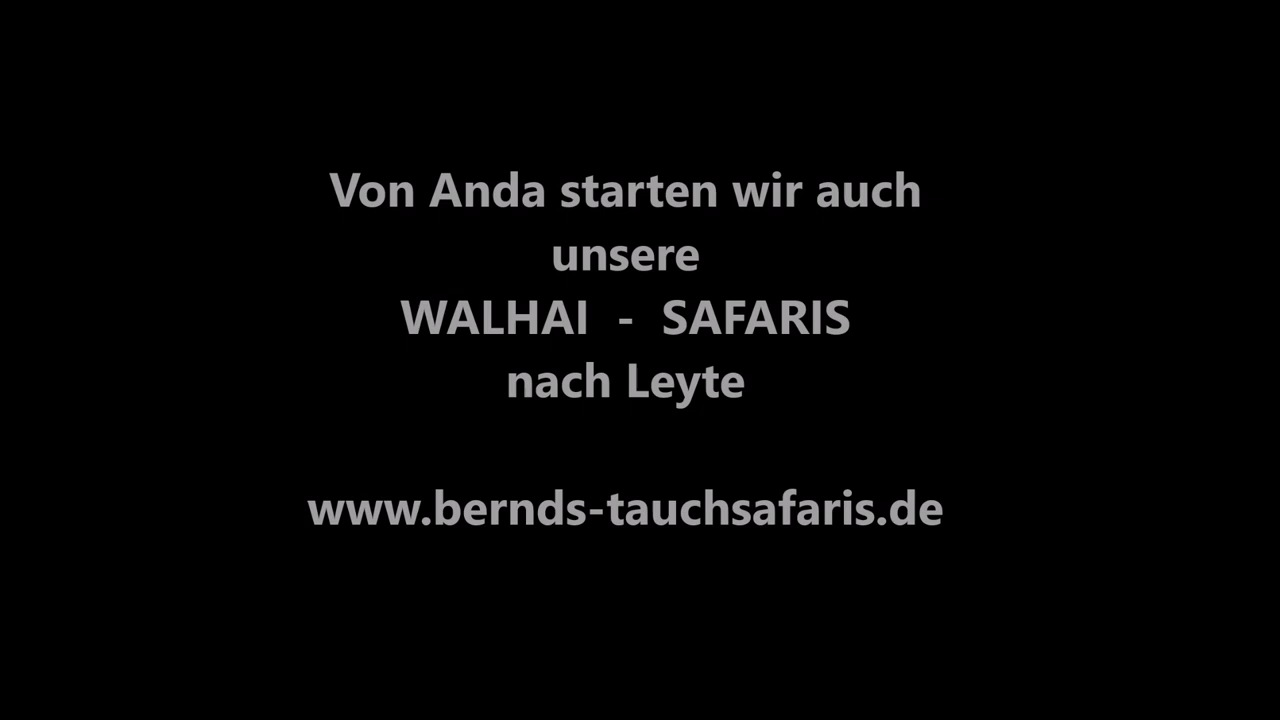 Von Anda starten wir auch
unsere
WALHAI - SAFARIS
nach Leyte
www.bernds-tauchsafaris.de